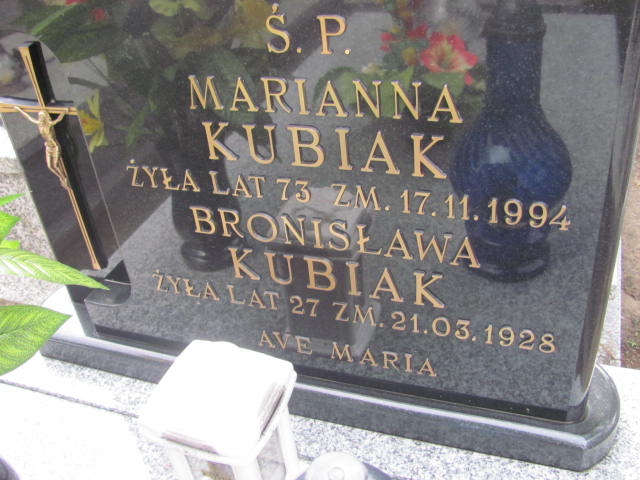 Ś. P.
MARIANNA
KUBIAK
ŻYŁA LAT 73 ZM. 17.11.1994
BRONISŁAWA
KUBIAK
ŻYŁA LAT 27 ZM. 21.03.1928
AVE MARIA